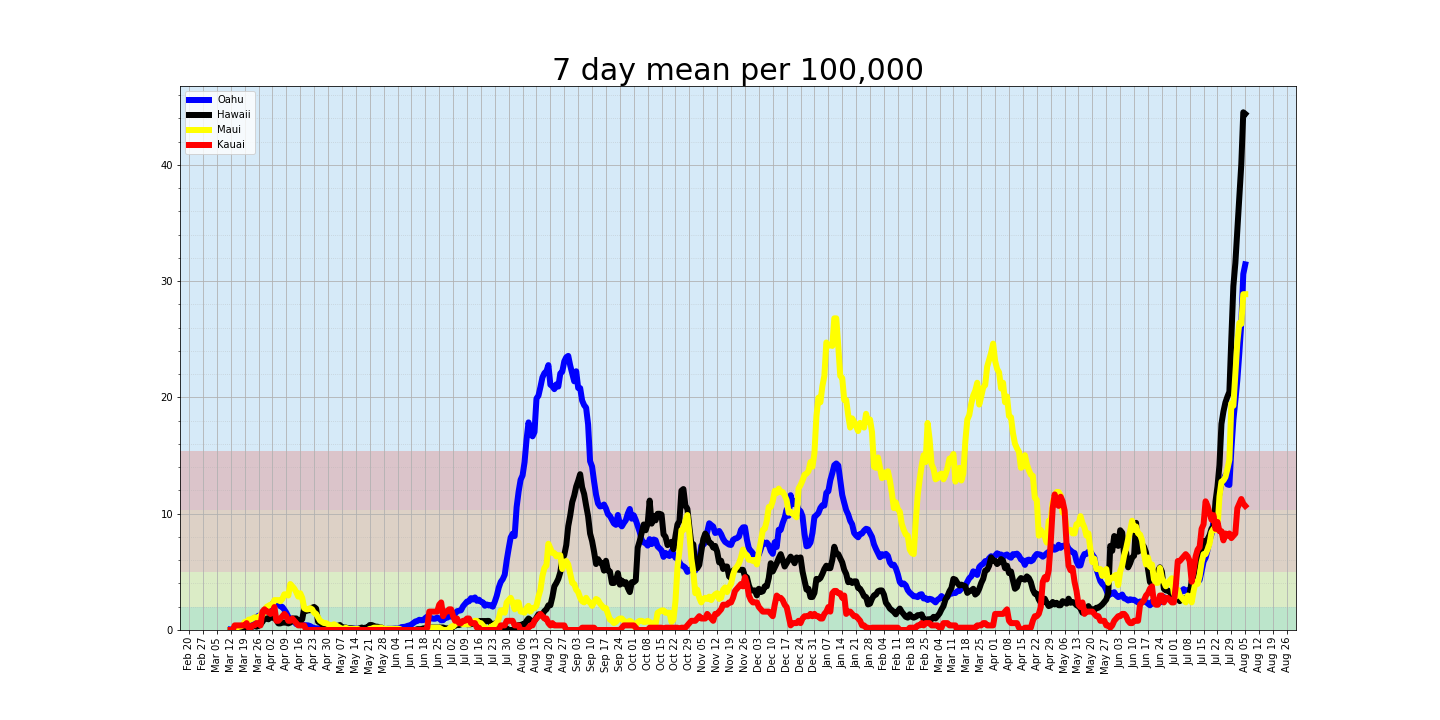 7 day mean per 100,000
Oahu
Hawaii
Maui
Kauai
40
30
20
10
0
Feb 20
Feb 27
Mar 05
Mar 12
Mar 19
Mar 26
Apr 02
Apr 09
Apr 16
Apr 23
Apr 30
May 07
May 14
May 21
May 28
Jun 04
Jun 11
Jun 18
Jun 25
Jul 02
Jul 09
Jul 16
Jul 23
Jul 30
Aug 06
Aug 13
Aug 20
Aug 27
Sep 03
Sep 10
Sep 17
Sep 24
Oct 01
Oct 08
Oct 15
Oct 22
Oct 29
Nov 05
Nov 12
Nov 19
Nov 26
Dec 03
Dec 10
Dec 17
Dec 24
Dec 31
Jan 07
Jan 14
Jan 21
Jan 28
Feb 04
Feb 11
Feb 18
Feb 25
Mar 04
Mar 11
Mar 18
Mar 25
Apr 01
Apr 08
Apr 15
Apr 22
Apr 29
May 06
May 13
May 20
May 27
Jun 03
Jun 10
Jun 17
Jun 24
Jul 01
Jul 08
Jul 15
Jul 22
Jul 29
Aug 05
Aug 12
Aug 19
Aug 26